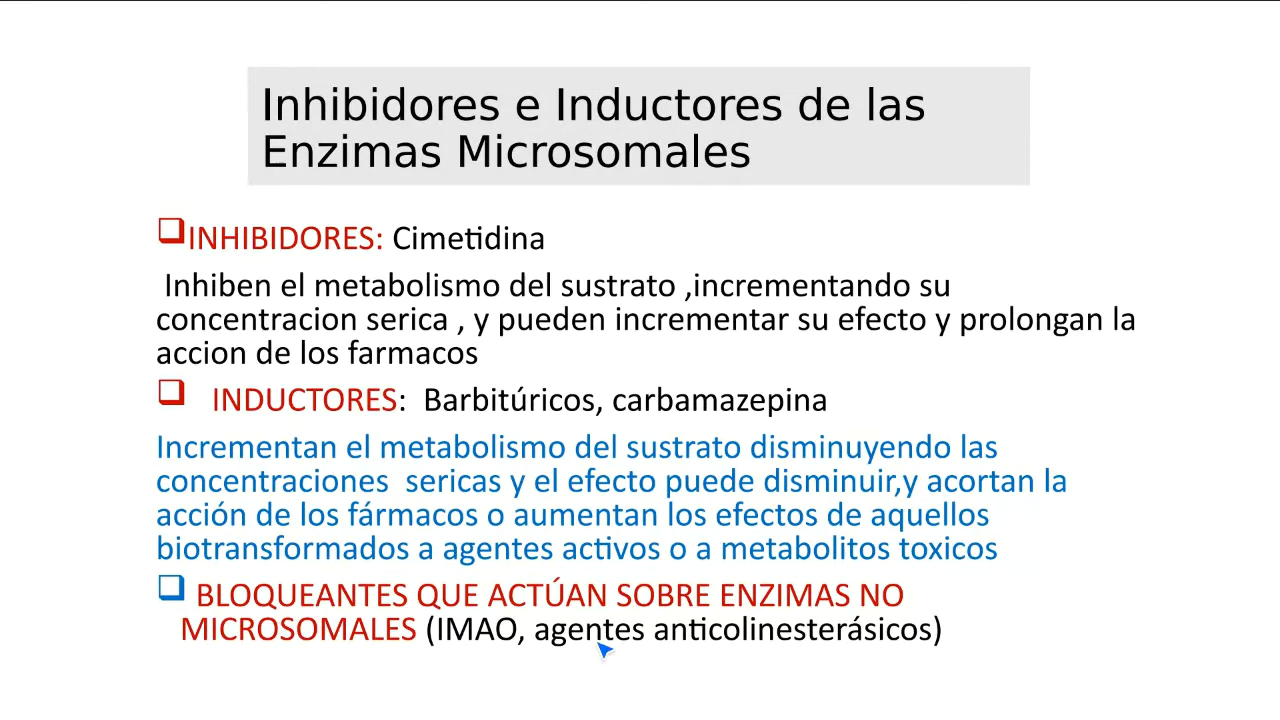 Inhibidores e Inductores de las
Enzimas Microsomales
INHIBIDORES: Cimetidina
Inhiben el metabolismo del sustrato ,incrementando su
concentracion serica , y pueden incrementar su efecto y prolongan la
accion de los farmacos
INDUCTORES: Barbitúricos, carbamazepina
Incrementan el metabolismo del sustrato disminuyendo las
concentraciones sericas y el efecto puede disminuir,y acortan la
acción de los fármacos o aumentan los efectos de aquellos
biotransformados a agentes activos o a metabolitos toxicos
BLOQUEANTES QUE ACTÚAN SOBRE ENZIMAS NO
MICROSOMALES (IMAO, agentes anticolinesterásicos)